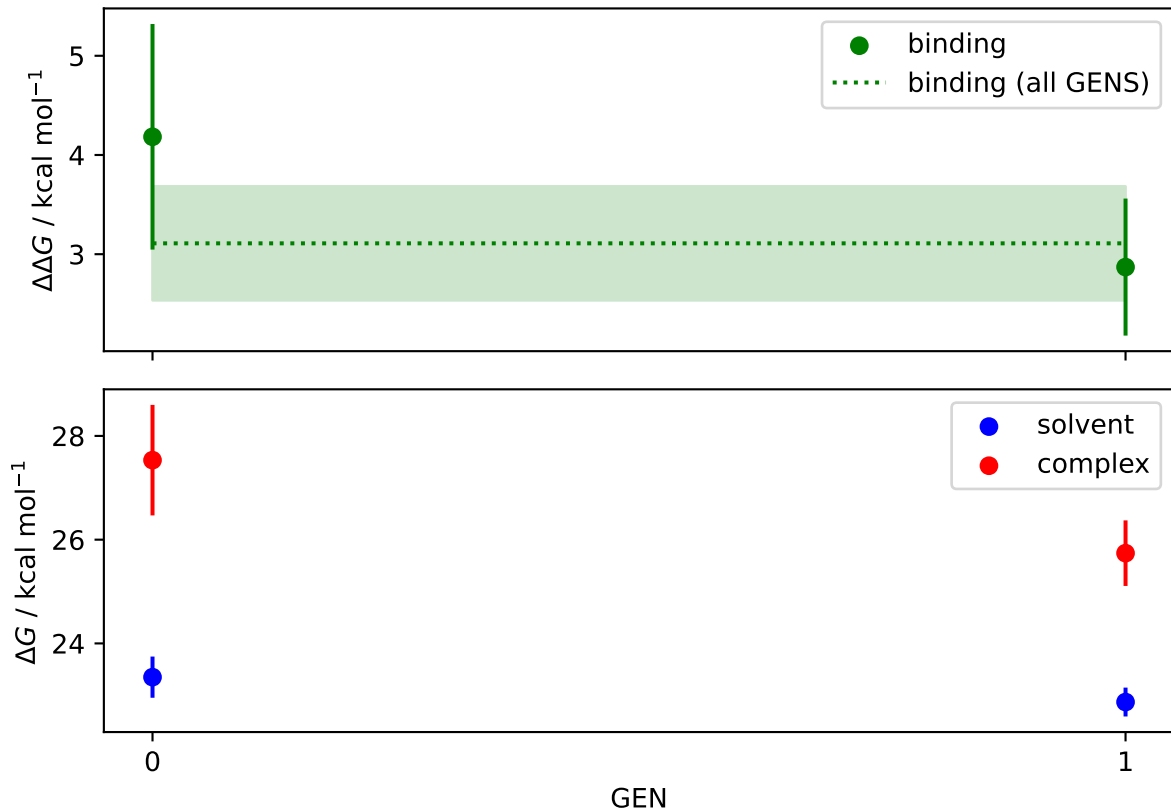 ΔΔG / kcal mol⁻¹
5
4
3
binding
binding (all GENS)
ΔG / kcal mol⁻¹
28
26
24
solvent
complex
0
1
GEN